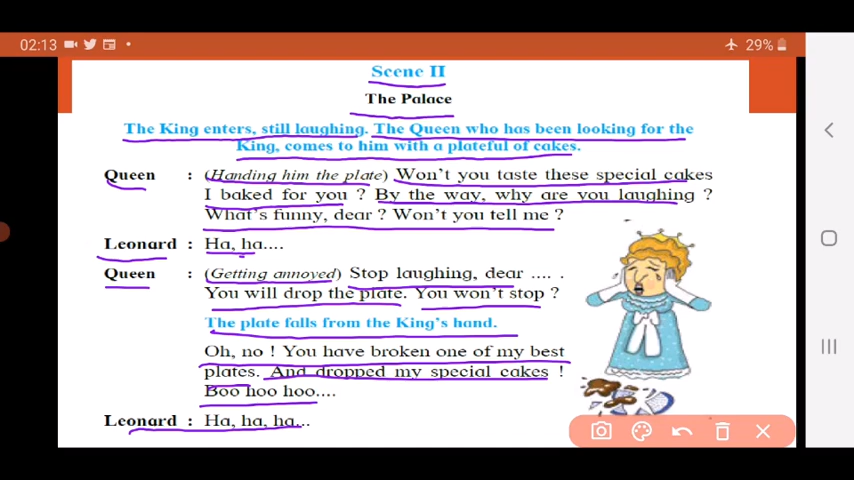 02:13
29%
Scene II
The Palace
The King enters, still laughing. The Queen who has been looking for the
King, comes to him with a plateful of cakes.
Queen : (Handing him the plate) Won't you taste these special cakes
I baked for you ? By the way, why are you laughing ?
What's funny, dear ? Won't you tell me ?
Leonard : Ha, ha....
Queen : (Getting annoyed) Stop laughing, dear .... .
You will drop the plate. You won't stop ?
The plate falls from the King's hand.
Oh, no ! You have broken one of my best
plates. And dropped my special cakes !
Boo hoo hoo....
Leonard : Ha, ha, ha...